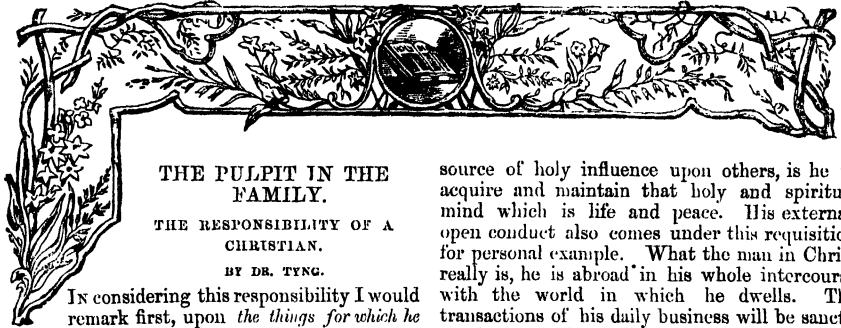 THE PULPIT IN THE
FAMILY.
THE RESPONSIBILITY OF A
CHRISTIAN.
BY DR. TYNG.
IN considering this responsibility I would
remark first, upon the things for which he
source of holy influence upon others, is he
acquire and maintain that holy and spiritu
mind which is life and peace. His externa
open conduct also comes under this requisitio
for personal example. What the man in Chri
really is, he is abroad in his whole intercour
with the world in which he dwells. Th
transactions of his daily business will be sanct